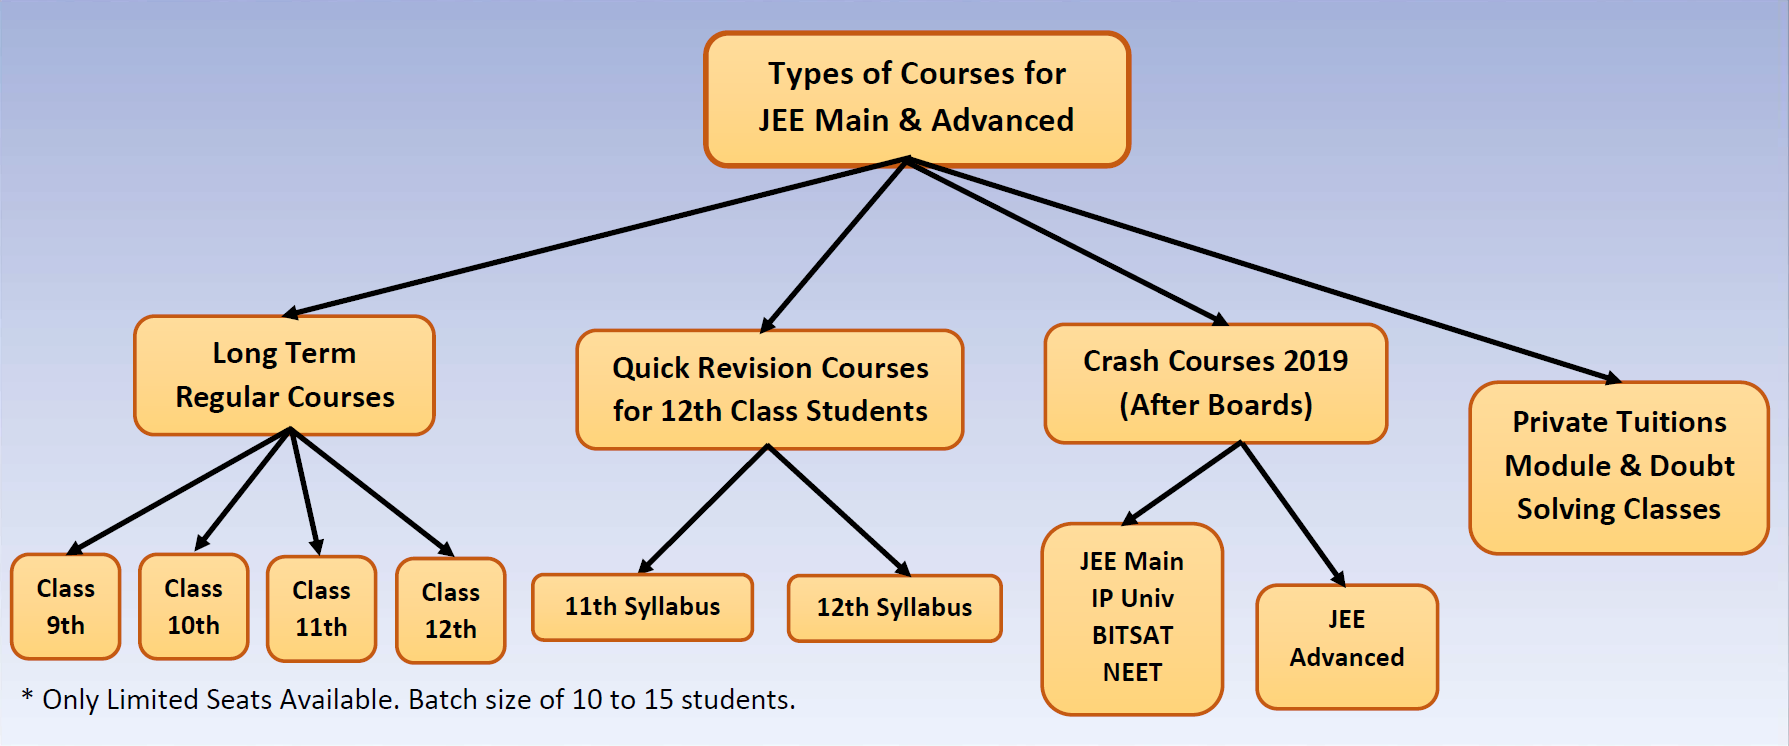 Types of Courses for
JEE Main & Advanced
Long Term
Regular Courses
Quick Revision Courses
for 12th Class Students
Crash Courses 2019
(After Boards)
Private Tuitions
Module & Doubt
Solving Classes
Class
9th
Class
10th
Class
11th
Class
12th
11th Syllabus
12th Syllabus
JEE Main
IP Univ
BITSAT
NEET
JEE
Advanced
* Only Limited Seats Available. Batch size of 10 to 15 students.